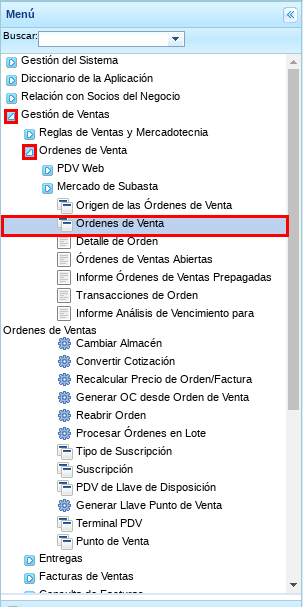 Menú
Buscar:
Gestión del Sistema
Diccionario de la Aplicación
Relación con Socios del Negocio
Gestión de Ventas
Reglas de Ventas y Mercadotecnia
Ordenes de Venta
PDV Web
Mercado de Subasta
Origen de las Órdenes de Venta
Ordenes de Venta
Detalle de Orden
Órdenes de Ventas Abiertas
Informe Órdenes de Ventas Prepagadas
Transacciones de Orden
Informe Análisis de Vencimiento para
Ordenes de Ventas
Cambiar Almacén
Convertir Cotización
Recalcular Precio de Orden/Factura
Generar OC desde Orden de Venta
Reabrir Orden
Procesar Órdenes en Lote
Tipo de Suscripción
Suscripción
PDV de Llave de Disposición
Generar Llave Punto de Venta
Terminal PDV
Punto de Venta
Entregas
Facturas de Ventas
Consulta de Facturas